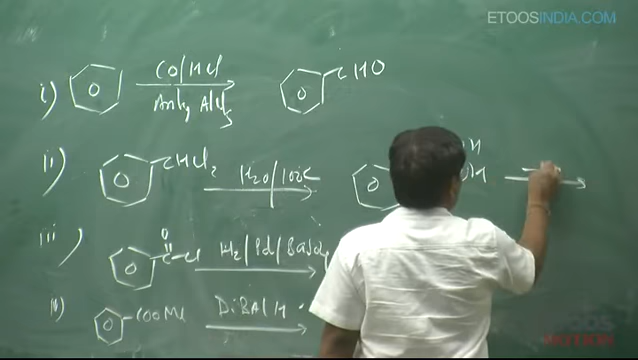 ETOOSINDIA.COM
i) CO/HCl CHO
Anhy AlCl3
ii) CHCl2 H2O/100°C
iii) O
C-Cl H2/Pd/BaSO4
iv) COOMe DiBAl H